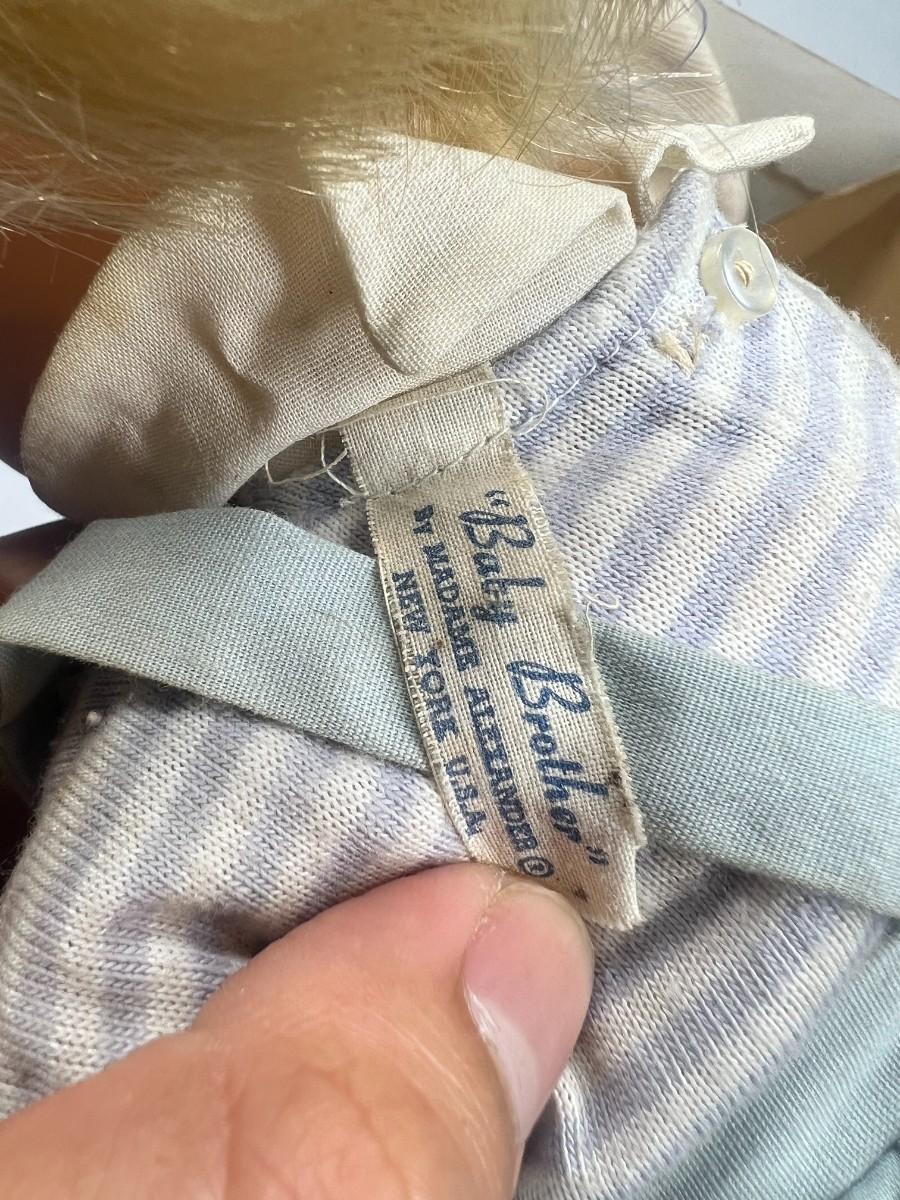 "Baby Brother"
BY MADAME ALEXANDER ®
NEW YORK U.S.A